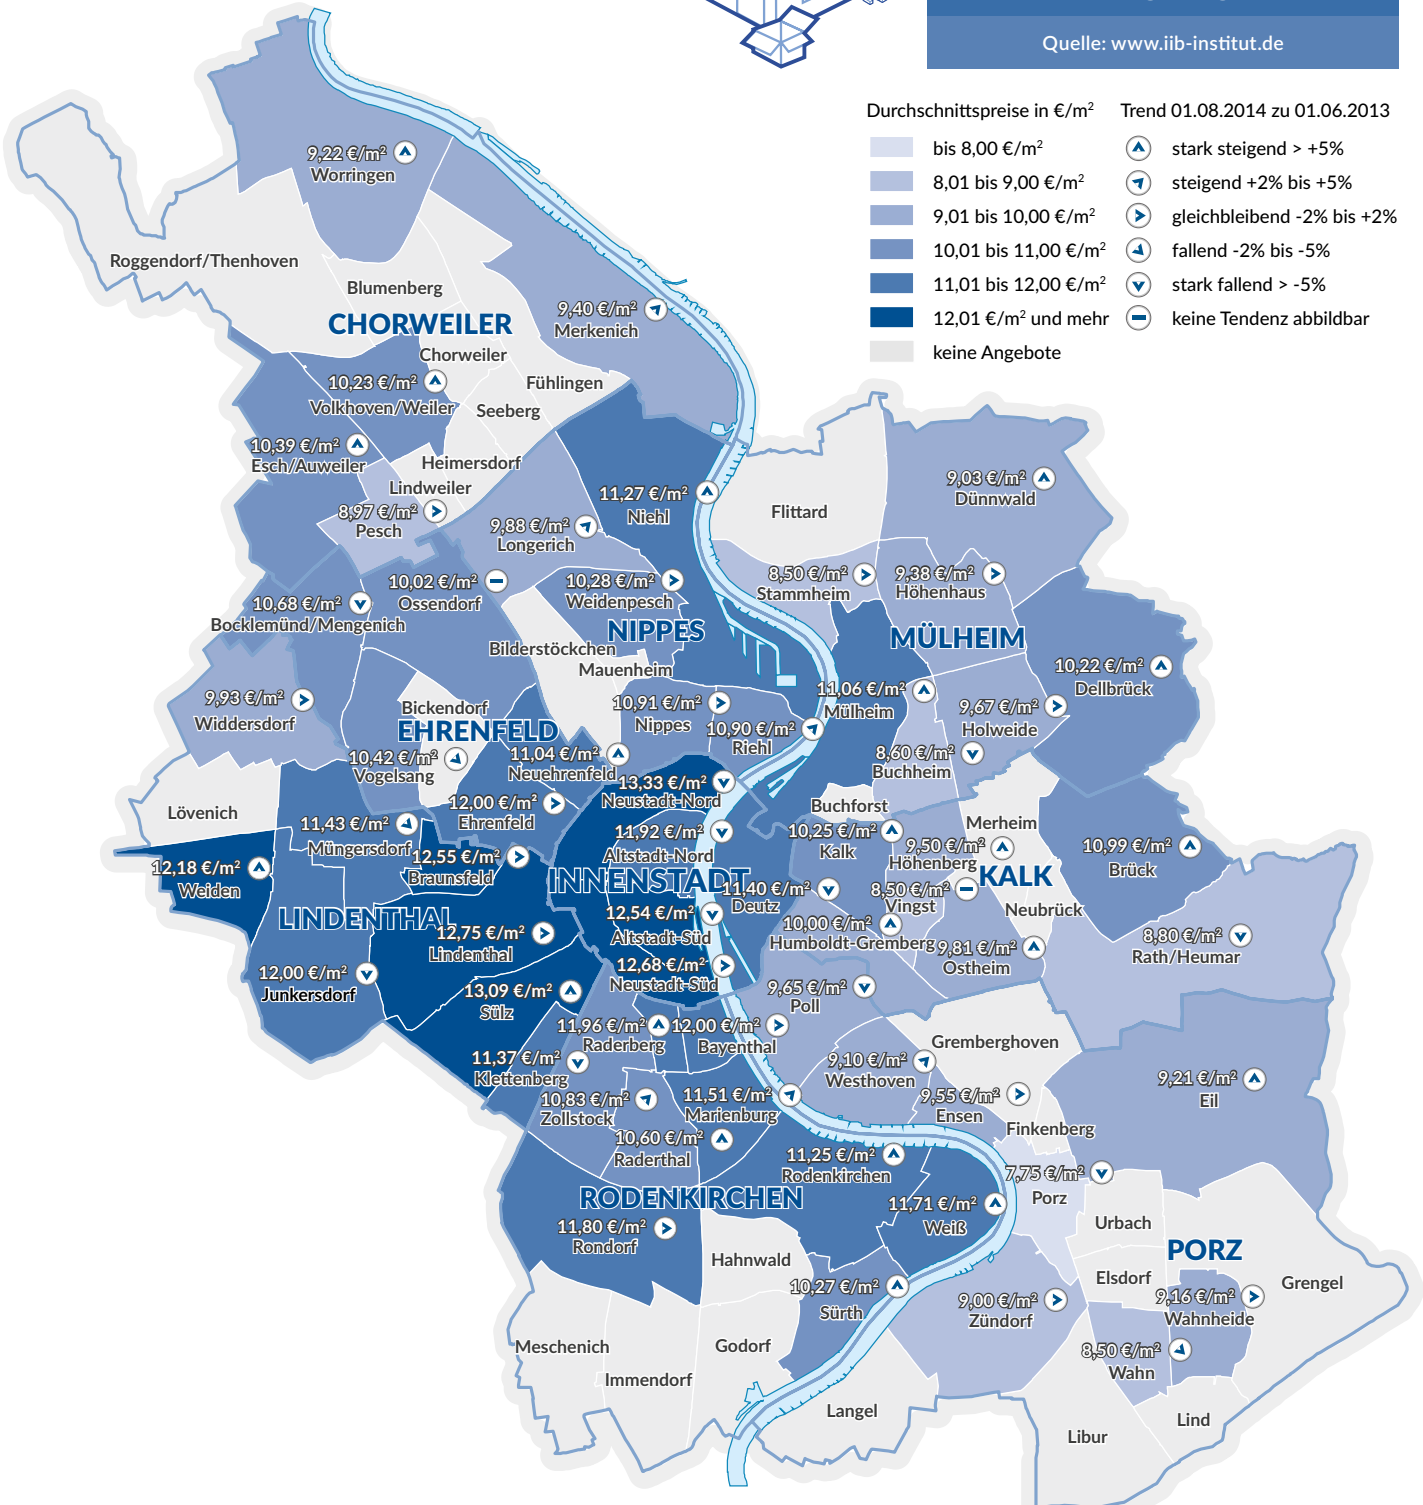 Quelle: www.iib-institut.de
Durchschnittspreise in €/m²
bis 8,00 €/m²
8,01 bis 9,00 €/m²
9,01 bis 10,00 €/m²
10,01 bis 11,00 €/m²
11,01 bis 12,00 €/m²
12,01 €/m² und mehr
keine Angebote
Trend 01.08.2014 zu 01.06.2013
stark steigend > +5%
steigend +2% bis +5%
gleichbleibend -2% bis +2%
fallend -2% bis -5%
stark fallend > -5%
keine Tendenz abbildbar
9,22 €/m²
Worringen
Roggendorf/Thenhoven
Blumenberg
CHORWEILER
9,40 €/m²
Merkenich
Chorweiler
10,23 €/m²
Volkhoven/Weiler
Fühlingen
Seeberg
10,39 €/m²
Esch/Auweiler
Heimersdorf
Lindweiler
8,97 €/m²
Pesch
11,27 €/m²
Niehl
9,88 €/m²
Longerich
Flittard
9,03 €/m²
Dünnwald
10,02 €/m²
Ossendorf
10,28 €/m²
Weidenpesch
8,50 €/m²
Stammheim
9,38 €/m²
Höhenhaus
10,68 €/m²
Bocklemünd/Mengenich
NIPPES
MÜLHEIM
Bilderstöckchen
Mauenheim
10,22 €/m²
Dellbrück
9,93 €/m²
Widdersdorf
Bickendorf
EHRENFELD
10,91 €/m²
Nippes
11,06 €/m²
Mülheim
9,67 €/m²
Holweide
10,90 €/m²
Riehl
10,42 €/m²
Vogelsang
11,04 €/m²
Neuehrenfeld
8,60 €/m²
Buchheim
13,33 €/m²
Neustadt-Nord
Lövenich
12,00 €/m²
Ehrenfeld
Buchforst
11,43 €/m²
Müngersdorf
11,92 €/m²
Altstadt-Nord
10,25 €/m²
Kalk
Merheim
9,50 €/m²
Höhenberg
10,99 €/m²
Brück
12,18 €/m²
Weiden
12,55 €/m²
Braunsfeld
INNENSTADT
11,40 €/m²
Deutz
8,50 €/m²
Vingst
KALK
LINDENTHAL
12,75 €/m²
Lindenthal
12,54 €/m²
Altstadt-Süd
10,00 €/m²
Humboldt-Gremberg
Neubrück
9,81 €/m²
Ostheim
8,80 €/m²
Rath/Heumar
12,00 €/m²
Junkersdorf
12,68 €/m²
Neustadt-Süd
13,09 €/m²
Sülz
9,65 €/m²
Poll
11,96 €/m²
Raderberg
12,00 €/m²
Bayenthal
Gremberghoven
11,37 €/m²
Klettenberg
9,10 €/m²
Westhoven
9,21 €/m²
Eil
10,83 €/m²
Zollstock
11,51 €/m²
Marienburg
9,55 €/m²
Ensen
Finkenberg
10,60 €/m²
Raderthal
11,25 €/m²
Rodenkirchen
7,75 €/m²
Porz
RODENKIRCHEN
11,71 €/m²
Weiß
11,80 €/m²
Rondorf
Urbach
PORZ
Hahnwald
Elsdorf
Grengel
10,27 €/m²
Sürth
9,00 €/m²
Zündorf
9,16 €/m²
Wahnheide
Meschenich
Godorf
8,50 €/m²
Wahn
Immendorf
Langel
Lind
Libur